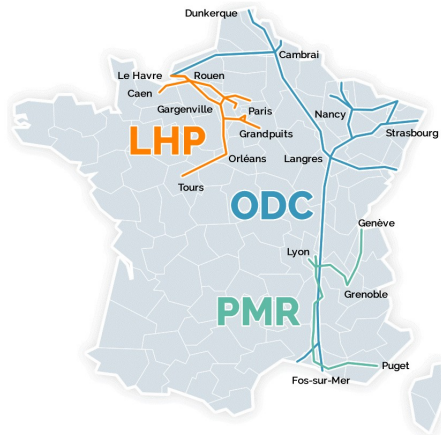 Dunkerque
Cambrai
Le Havre
Rouen
Caen
Gargenville
Paris
Nancy
Grandpuits
Strasbourg
LHP
Orléans
Langres
Tours
ODC
Genève
Lyon
Grenoble
PMR
Puget
Fos-sur-Mer